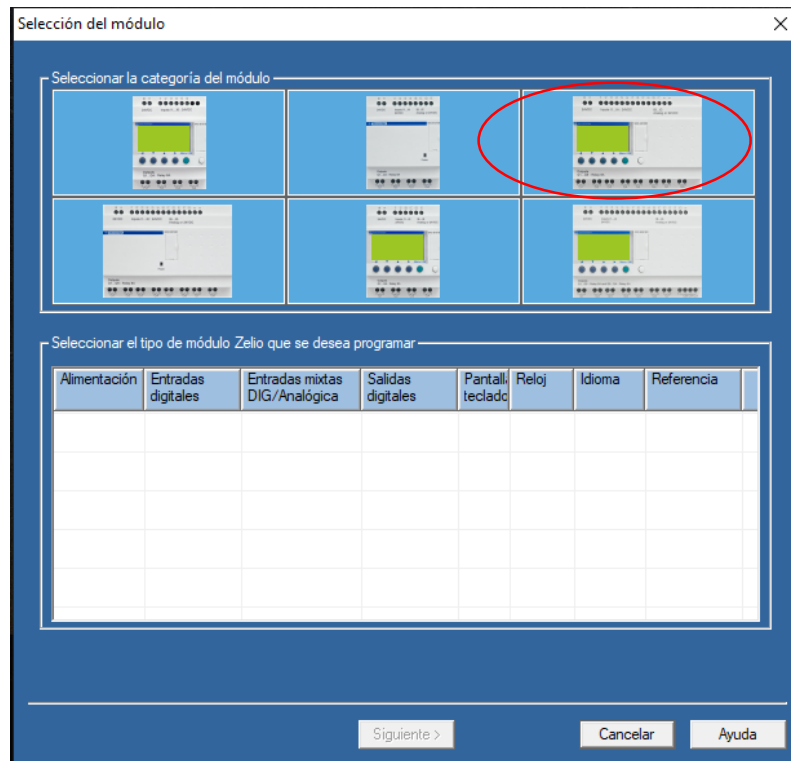 Selección del módulo
Seleccionar la categoría del módulo
Seleccionar el tipo de módulo Zelio que se desea programar
Alimentación Entradas digitales Entradas mixtas DIG/Analógica Salidas digitales Pantall teclado Reloj Idioma Referencia
Siguiente >
Cancelar
Ayuda